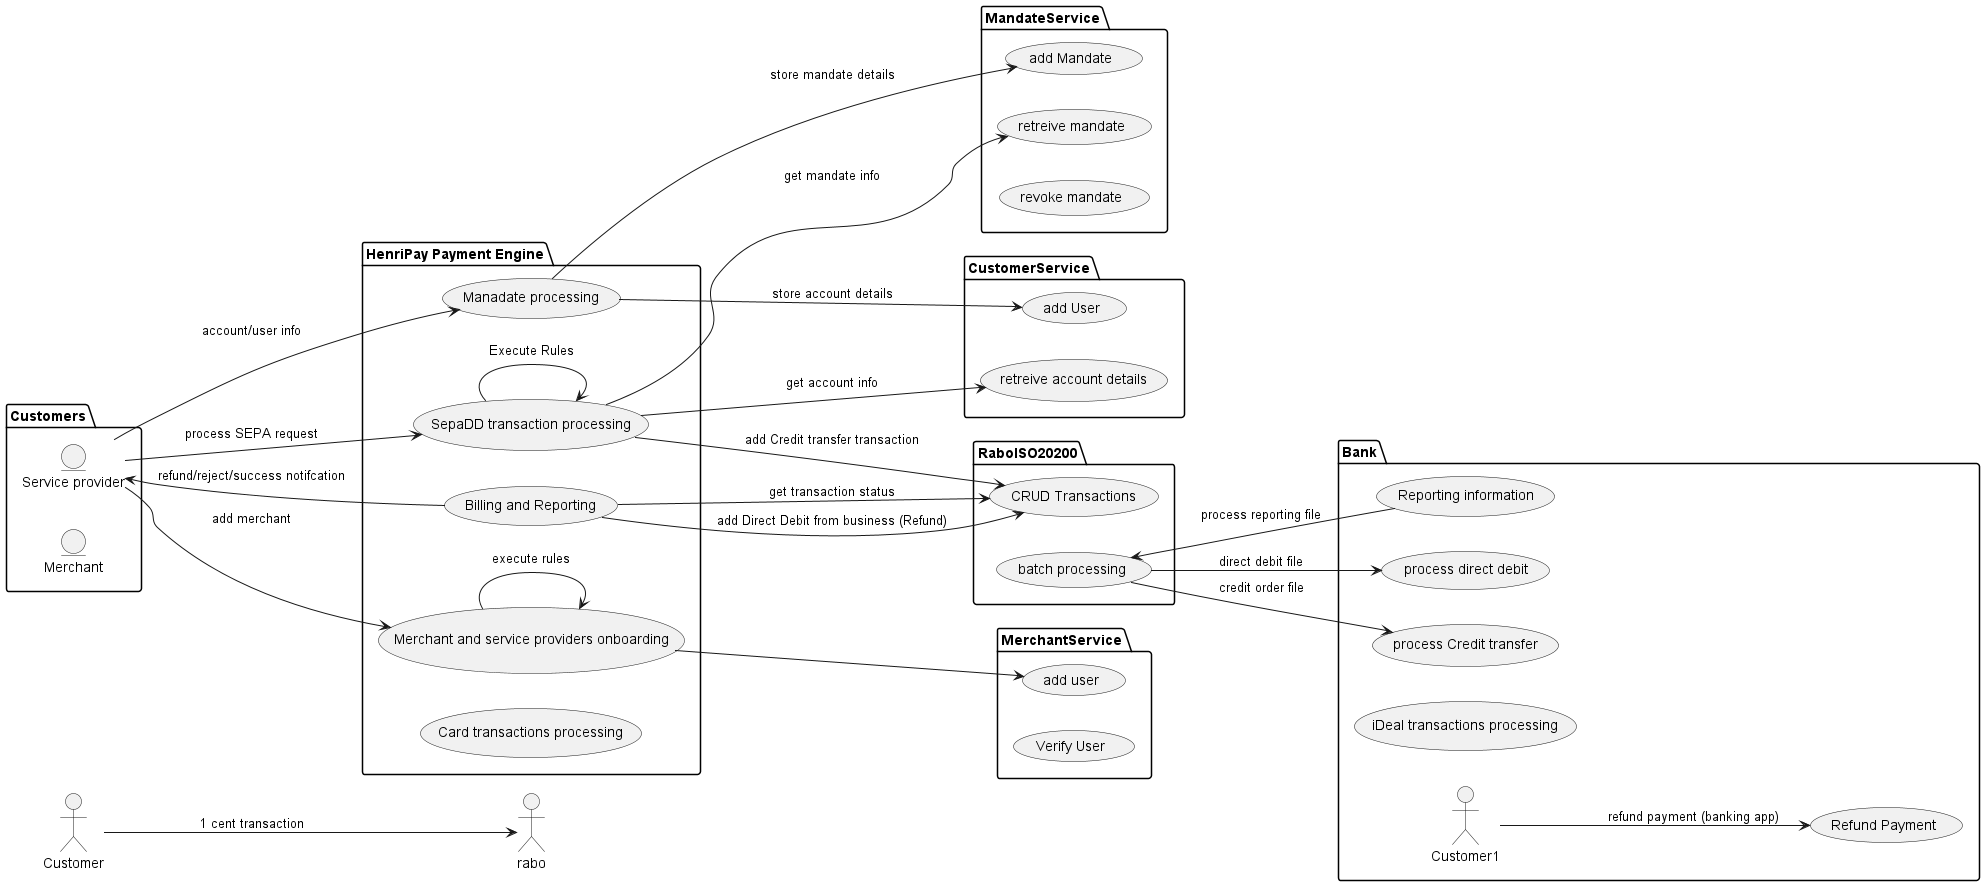 MandateService
add Mandate
store mandate details
retreive mandate
get mandate info
revoke mandate
HenriPay Payment Engine
CustomerService
Manadate processing
store account details
add User
account/user info
Execute Rules
retreive account details
get account info
Customers
SepaDD transaction processing
process SEPA request
add Credit transfer transaction
RaboISO20200
Bank
Service provider
refund/reject/success notifcation
Billing and Reporting
get transaction status
CRUD Transactions
Reporting information
add merchant
add Direct Debit from business (Refund)
process reporting file
execute rules
Merchant
batch processing
direct debit file
process direct debit
credit order file
Merchant and service providers onboarding
MerchantService
process Credit transfer
add user
Card transactions processing
Verify User
iDeal transactions processing
1 cent transaction
Customer
rabo
refund payment (banking app)
Refund Payment
Customer1